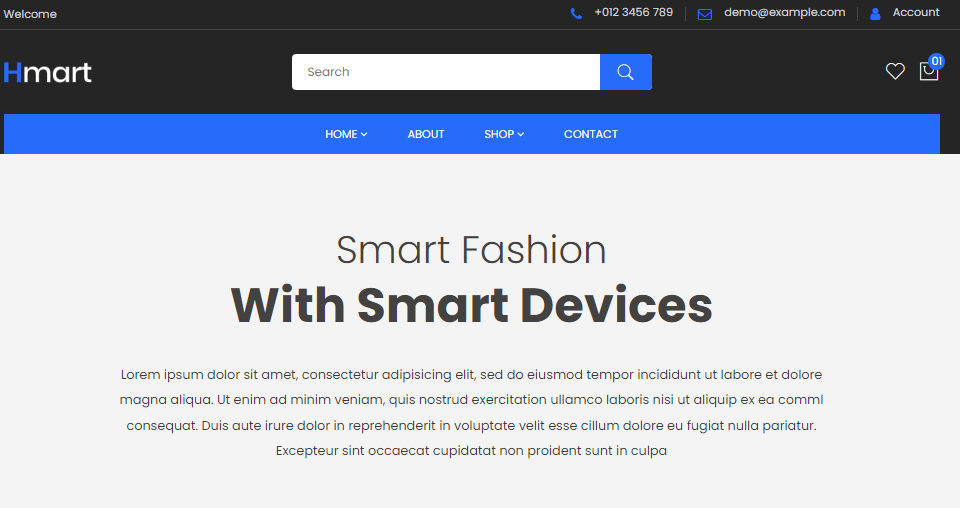 Welcome
+012 3456 789
demo@example.com
Account
Hmart
Search
01
HOME
ABOUT
SHOP
CONTACT
Smart Fashion
With Smart Devices
Lorem ipsum dolor sit amet, consectetur adipisicing elit, sed do eiusmod tempor incididunt ut labore et dolore
magna aliqua. Ut enim ad minim veniam, quis nostrud exercitation ullamco laboris nisi ut aliquip ex ea comml
consequat. Duis aute irure dolor in reprehenderit in voluptate velit esse cillum dolore eu fugiat nulla pariatur.
Excepteur sint occaecat cupidatat non proident sunt in culpa